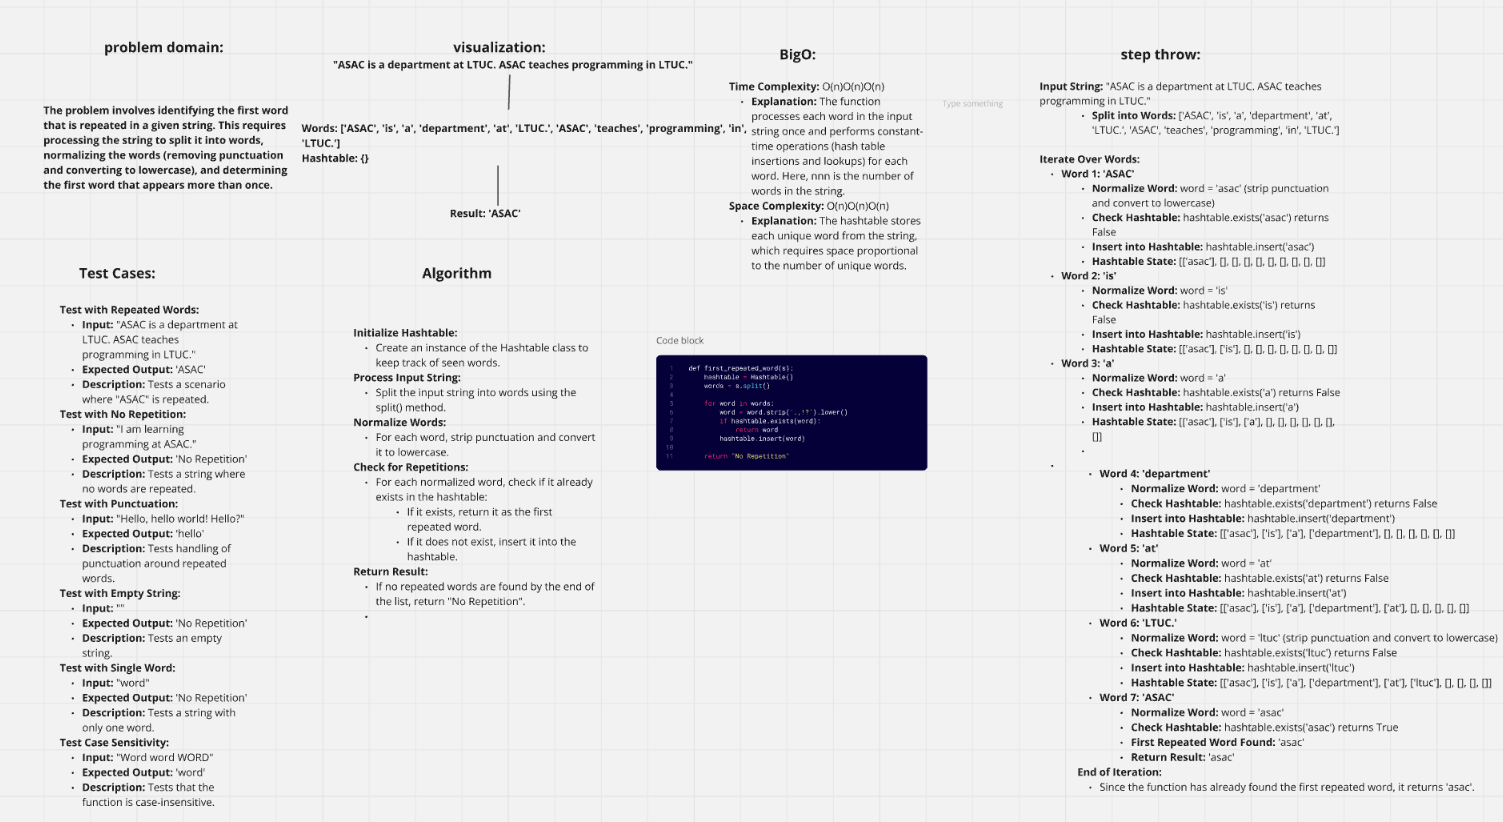 problem domain:
The problem involves identifying the first word
that is repeated in a given string. This requires
processing the string to split it into words,
normalizing the words (removing punctuation
and converting to lowercase), and determining
the first word that appears more than once.
visualization:
"ASAC is a department at LTUC. ASAC teaches programming in LTUC."
Words: ['ASAC', 'is', 'a', 'department', 'at', 'LTUC.', 'ASAC', 'teaches', 'programming', 'in',
'LTUC.']
Hashtable: {}
Result: 'ASAC'
BigO:
Time Complexity: O(n)O(n)O(n)
• Explanation: The function
processes each word in the input
string once and performs constant-
time operations (hash table
insertions and lookups) for each
word. Here, nnn is the number of
words in the string.
Space Complexity: O(n)O(n)O(n)
• Explanation: The hashtable stores
each unique word from the string,
which requires space proportional
to the number of unique words.
Type something
Test Cases:
Test with Repeated Words:
• Input: "ASAC is a department at
LTUC. ASAC teaches
programming in LTUC."
• Expected Output: 'ASAC'
• Description: Tests a scenario
where "ASAC" is repeated.
Test with No Repetition:
• Input: "I am learning
programming at ASAC."
• Expected Output: 'No Repetition'
• Description: Tests a string where
no words are repeated.
Test with Punctuation:
• Input: "Hello, hello world! Hello?"
• Expected Output: 'hello'
• Description: Tests handling of
punctuation around repeated
words.
Test with Empty String:
• Input: ""
• Expected Output: 'No Repetition'
• Description: Tests an empty
string.
Test with Single Word:
• Input: "word"
• Expected Output: 'No Repetition'
• Description: Tests a string with
only one word.
Test Case Sensitivity:
• Input: "Word word WORD"
• Expected Output: 'word'
• Description: Tests that the
function is case-insensitive.
Algorithm
Initialize Hashtable:
• Create an instance of the Hashtable class to
keep track of seen words.
Process Input String:
• Split the input string into words using the
split() method.
Normalize Words:
• For each word, strip punctuation and convert
it to lowercase.
Check for Repetitions:
• For each normalized word, check if it already
exists in the hashtable:
• If it exists, return it as the first
repeated word.
• If it does not exist, insert it into the
hashtable.
Return Result:
• If no repeated words are found by the end of
the list, return "No Repetition".
Code block
1 def first_repeated_word(s):
2 hashtable = Hashtable()
3 words = s.split()
4
5 for word in words:
6 word = word.strip('.,!?').lower()
7 if hashtable.exists(word):
8 return word
9 hashtable.insert(word)
10
11 return "No Repetition"
step throw:
Input String: "ASAC is a department at LTUC. ASAC teaches
programming in LTUC."
• Split into Words: ['ASAC', 'is', 'a', 'department', 'at',
'LTUC.', 'ASAC', 'teaches', 'programming', 'in', 'LTUC.']
Iterate Over Words:
• Word 1: 'ASAC'
• Normalize Word: word = 'asac' (strip punctuation
and convert to lowercase)
• Check Hashtable: hashtable.exists('asac') returns
False
• Insert into Hashtable: hashtable.insert('asac')
• Hashtable State: [['asac'], [], [], [], [], [], [], [], [], []]
• Word 2: 'is'
• Normalize Word: word = 'is'
• Check Hashtable: hashtable.exists('is') returns
False
• Insert into Hashtable: hashtable.insert('is')
• Hashtable State: [['asac'], ['is'], [], [], [], [], [], [], [], []]
• Word 3: 'a'
• Normalize Word: word = 'a'
• Check Hashtable: hashtable.exists('a') returns False
• Insert into Hashtable: hashtable.insert('a')
• Hashtable State: [['asac'], ['is'], ['a'], [], [], [], [], [], [],
[]]
• Word 4: 'department'
• Normalize Word: word = 'department'
• Check Hashtable: hashtable.exists('department') returns False
• Insert into Hashtable: hashtable.insert('department')
• Hashtable State: [['asac'], ['is'], ['a'], ['department'], [], [], [], [], [], []]
• Word 5: 'at'
• Normalize Word: word = 'at'
• Check Hashtable: hashtable.exists('at') returns False
• Insert into Hashtable: hashtable.insert('at')
• Hashtable State: [['asac'], ['is'], ['a'], ['department'], ['at'], [], [], [], [], []]
• Word 6: 'LTUC.'
• Normalize Word: word = 'ltuc' (strip punctuation and convert to lowercase)
• Check Hashtable: hashtable.exists('ltuc') returns False
• Insert into Hashtable: hashtable.insert('ltuc')
• Hashtable State: [['asac'], ['is'], ['a'], ['department'], ['at'], ['ltuc'], [], [], [], []]
• Word 7: 'ASAC'
• Normalize Word: word = 'asac'
• Check Hashtable: hashtable.exists('asac') returns True
• First Repeated Word Found: 'asac'
• Return Result: 'asac'
End of Iteration:
• Since the function has already found the first repeated word, it returns 'asac'.